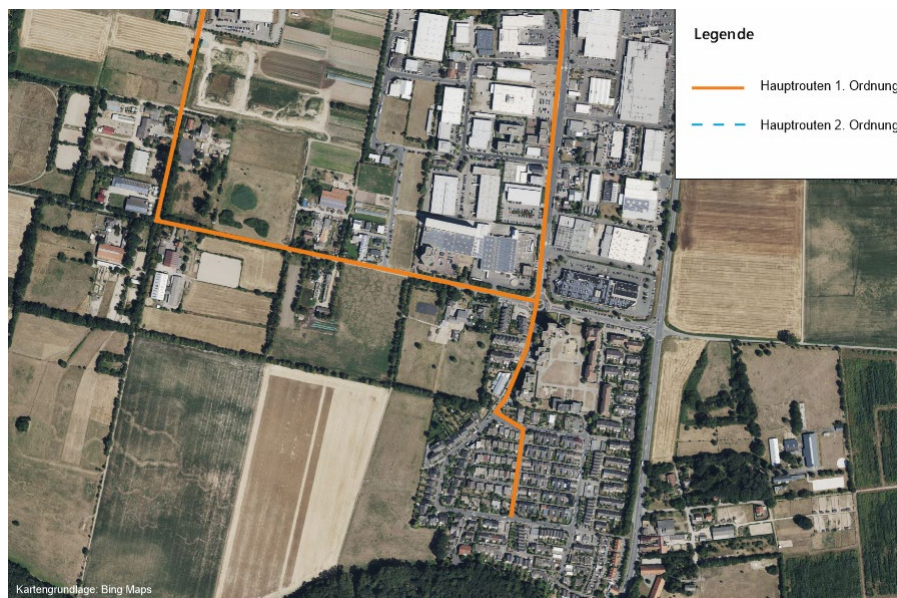 Legende
Hauptrouten 1. Ordnung
Hauptrouten 2. Ordnung
Kartengrundlage: Bing Maps